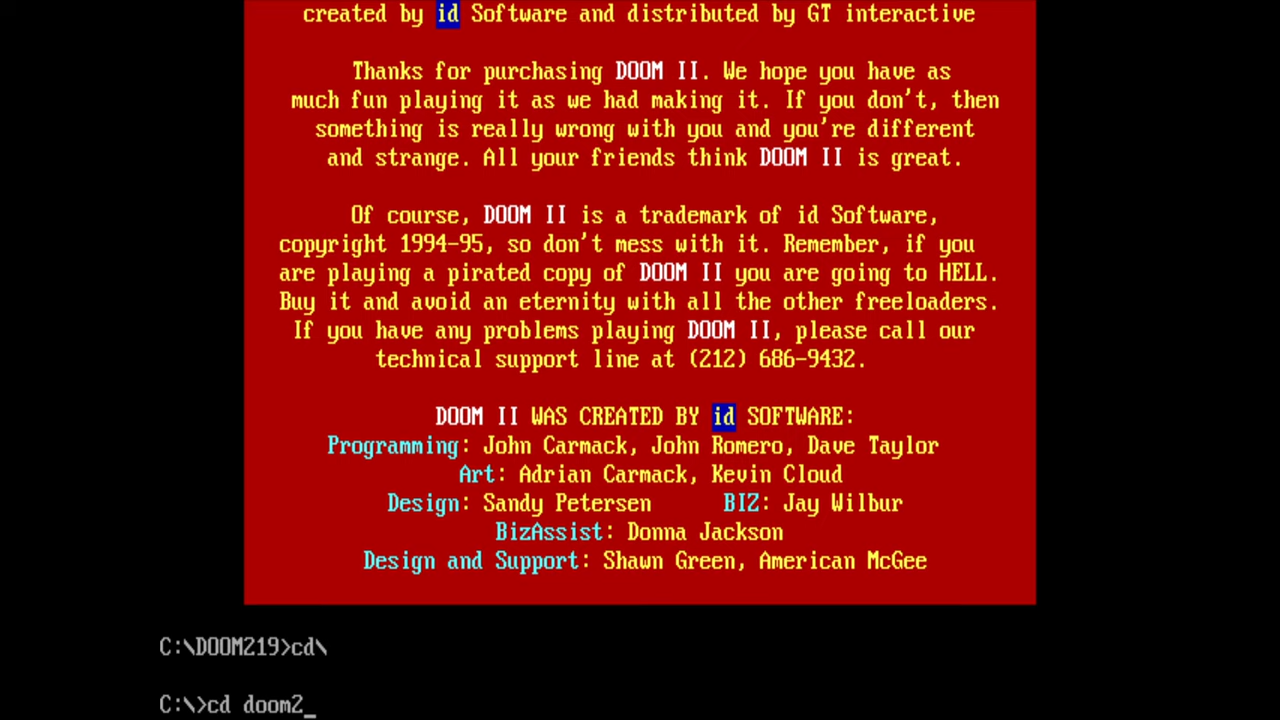 created by id Software and distributed by GT interactive
Thanks for purchasing DOOM II. We hope you have as
much fun playing it as we had making it. If you don't, then
something is really wrong with you and you're different
and strange. All your friends think DOOM II is great.
Of course, DOOM II is a trademark of id Software,
copyright 1994-95, so don't mess with it. Remember, if you
are playing a pirated copy of DOOM II you are going to HELL.
Buy it and avoid an eternity with all the other freeloaders.
If you have any problems playing DOOM II, please call our
technical support line at (212) 686-9432.
DOOM II WAS CREATED BY id SOFTWARE:
Programming: John Carmack, John Romero, Dave Taylor
Art: Adrian Carmack, Kevin Cloud
Design: Sandy Petersen BIZ: Jay Wilbur
BizAssist: Donna Jackson
Design and Support: Shawn Green, American McGee
C:\DOOM219>cd\
C:\>cd doom2_